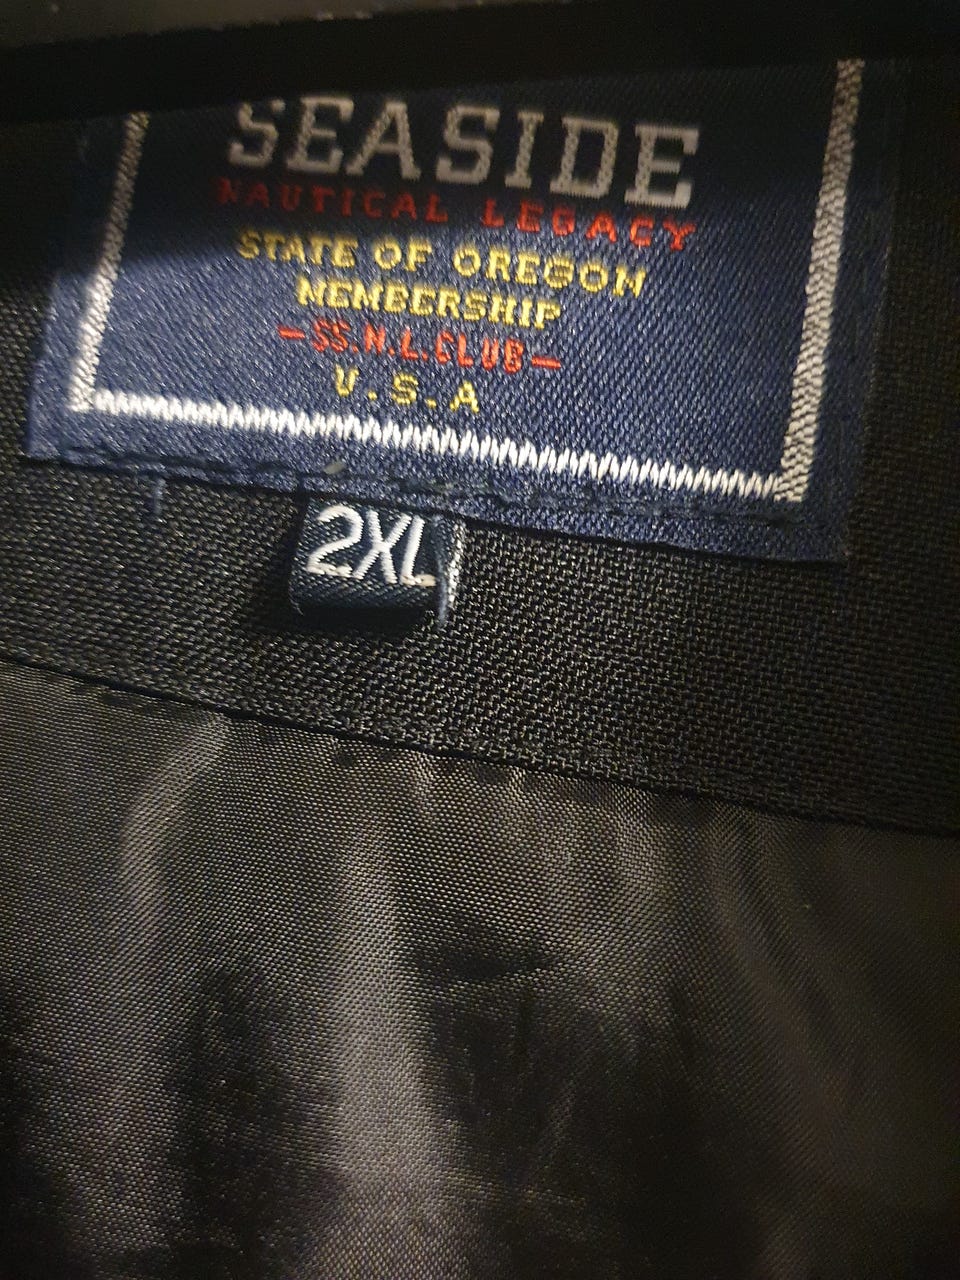 SEASIDE
NAUTICAL LEGACY
STATE OF OREGON
MEMBERSHIP
-SS.N.L.CLUB-
U.S.A
2XL